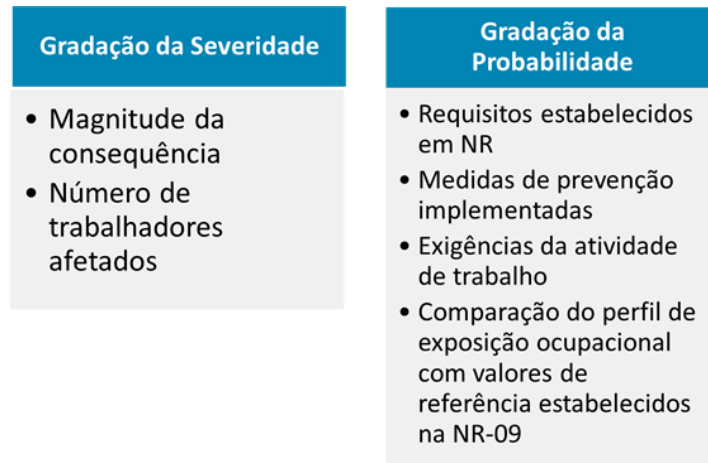 Gradação da Severidade
• Magnitude da
consequência
• Número de
trabalhadores
afetados
Gradação da
Probabilidade
• Requisitos estabelecidos
em NR
• Medidas de prevenção
implementadas
• Exigências da atividade
de trabalho
• Comparação do perfil de
exposição ocupacional
com valores de
referência estabelecidos
na NR-09